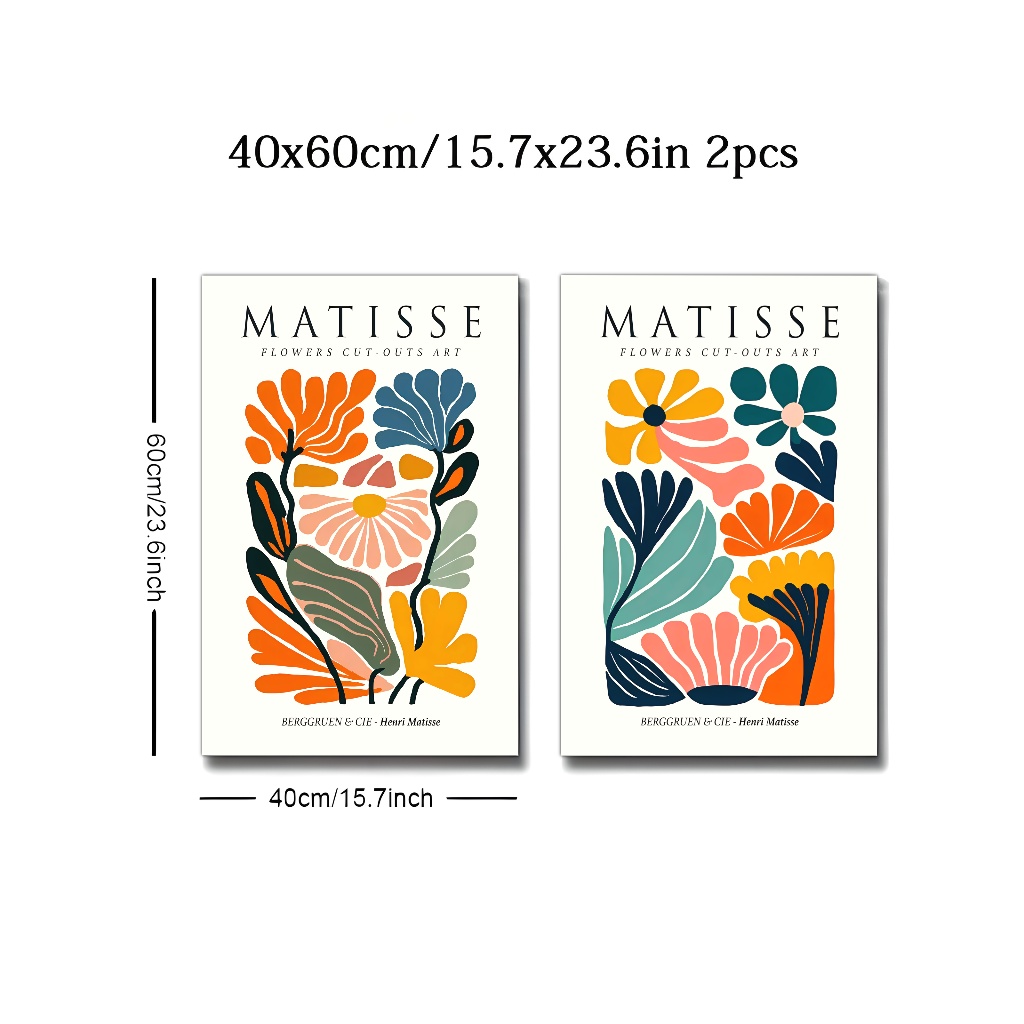 40x60cm/15.7x23.6in 2pcs
MATISSE
FLOWERS CUT-OUTS ART
BERGGRUEN & CIE - Henri Matisse
MATISSE
FLOWERS CUT-OUTS ART
BERGGRUEN & CIE - Henri Matisse
60cm/23.6inch
40cm/15.7inch